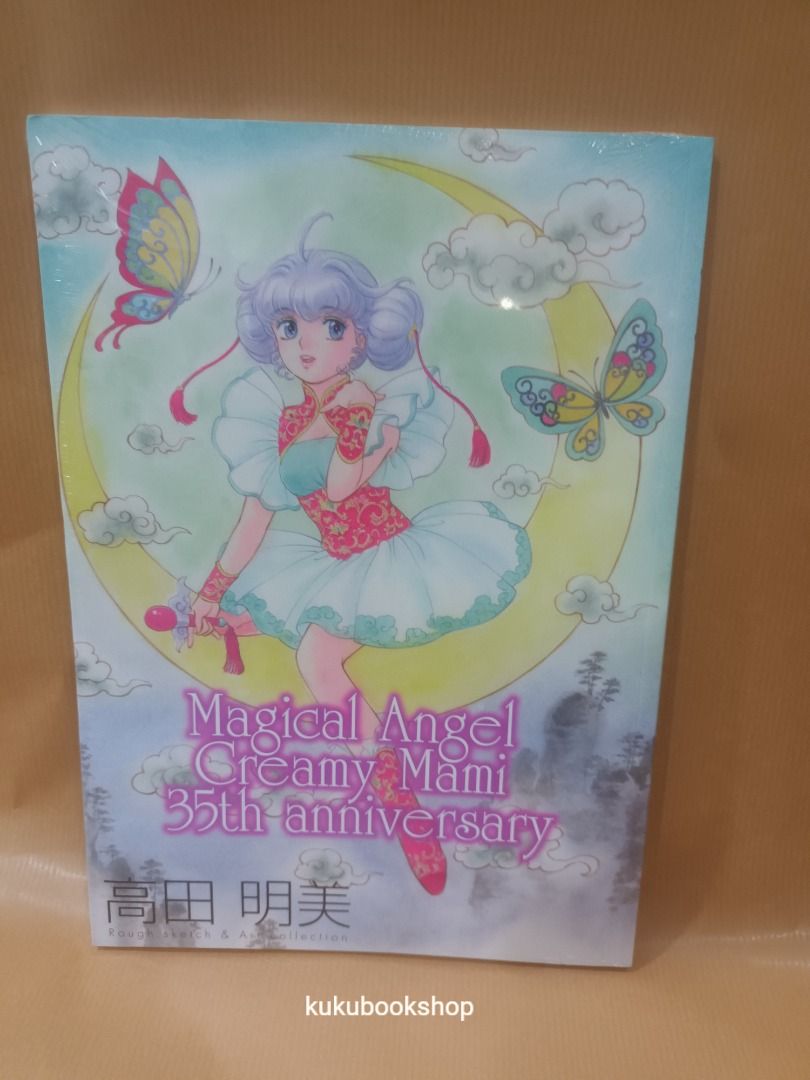 Magical Angel
Creamy Mami
35th anniversary
高田 明美
Rough sketch & Art collection
kukubookshop